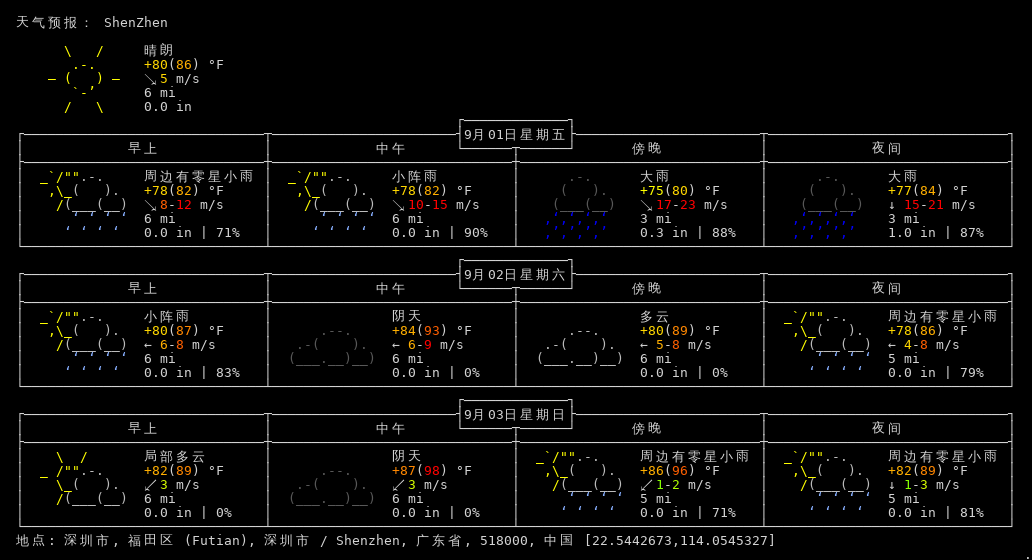 天气预报： ShenZhen
晴朗
+80(86) °F
↘ 5 m/s
6 mi
0.0 in
9月01日星期五
早上 中午 傍晚 夜间
周边有零星小雨 小阵雨 大雨 大雨
+78(82) °F +78(82) °F +75(80) °F +77(84) °F
↘ 8-12 m/s ↘ 10-15 m/s ↘ 17-23 m/s ↓ 15-21 m/s
6 mi 6 mi 3 mi 3 mi
0.0 in | 71% 0.0 in | 90% 0.3 in | 88% 1.0 in | 87%
9月02日星期六
早上 中午 傍晚 夜间
小阵雨 阴天 多云 周边有零星小雨
+80(87) °F +84(93) °F +80(89) °F +78(86) °F
← 6-8 m/s ← 6-9 m/s ← 5-8 m/s ← 4-8 m/s
6 mi 6 mi 6 mi 5 mi
0.0 in | 83% 0.0 in | 0% 0.0 in | 0% 0.0 in | 79%
9月03日星期日
早上 中午 傍晚 夜间
局部多云 阴天 周边有零星小雨 周边有零星小雨
+82(89) °F +87(98) °F +86(96) °F +82(89) °F
↙ 3 m/s ↙ 3 m/s ↙ 1-2 m/s ↓ 1-3 m/s
6 mi 6 mi 5 mi 5 mi
0.0 in | 0% 0.0 in | 0% 0.0 in | 71% 0.0 in | 81%
地点: 深圳市, 福田区 (Futian), 深圳市 / Shenzhen, 广东省, 518000, 中国 [22.5442673,114.0545327]